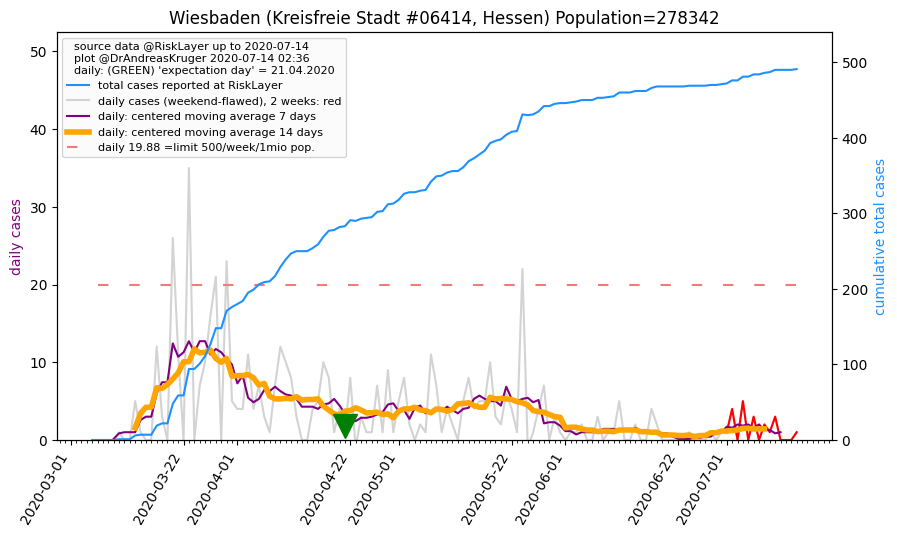 Wiesbaden (Kreisfreie Stadt #06414, Hessen) Population=278342
source data @RiskLayer up to 2020-07-14
plot @DrAndreasKruger 2020-07-14 02:36
daily: (GREEN) 'expectation day' = 21.04.2020
total cases reported at RiskLayer
daily cases (weekend-flawed), 2 weeks: red
daily: centered moving average 7 days
daily: centered moving average 14 days
daily 19.88 =limit 500/week/1mio pop.
daily cases
50
40
30
20
10
0
cumulative total cases
500
400
300
200
100
0
2020-03-01
2020-03-22
2020-04-01
2020-04-22
2020-05-01
2020-05-22
2020-06-01
2020-06-22
2020-07-01